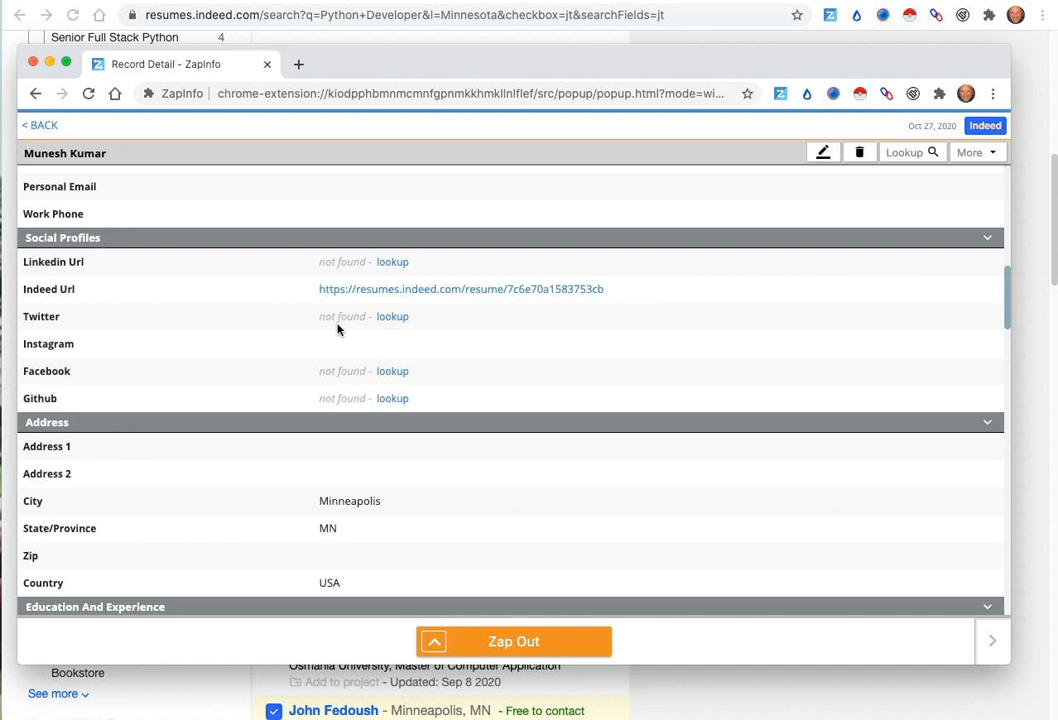 resumes.indeed.com/search?q=Python+Developer&l=Minnesota&checkbox=jt&searchFields=jt
Senior Full Stack Python 4
Record Detail - ZapInfo
ZapInfo chrome-extension://kiodpphbmnmcmnfgpnmkkhmkllnlflef/src/popup/popup.html?mode=wi...
< BACK Oct 27, 2020 Indeed
Munesh Kumar Lookup More
Personal Email
Work Phone
Social Profiles
Linkedin Url not found - lookup
Indeed Url https://resumes.indeed.com/resume/7c6e70a1583753cb
Twitter not found - lookup
Instagram
Facebook not found - lookup
Github not found - lookup
Address
Address 1
Address 2
City Minneapolis
State/Province MN
Zip
Country USA
Education And Experience
Zap Out
Osmania University, Master of Computer Application
Bookstore Add to project - Updated: Sep 8 2020
See more
John Fedoush - Minneapolis, MN - Free to contact